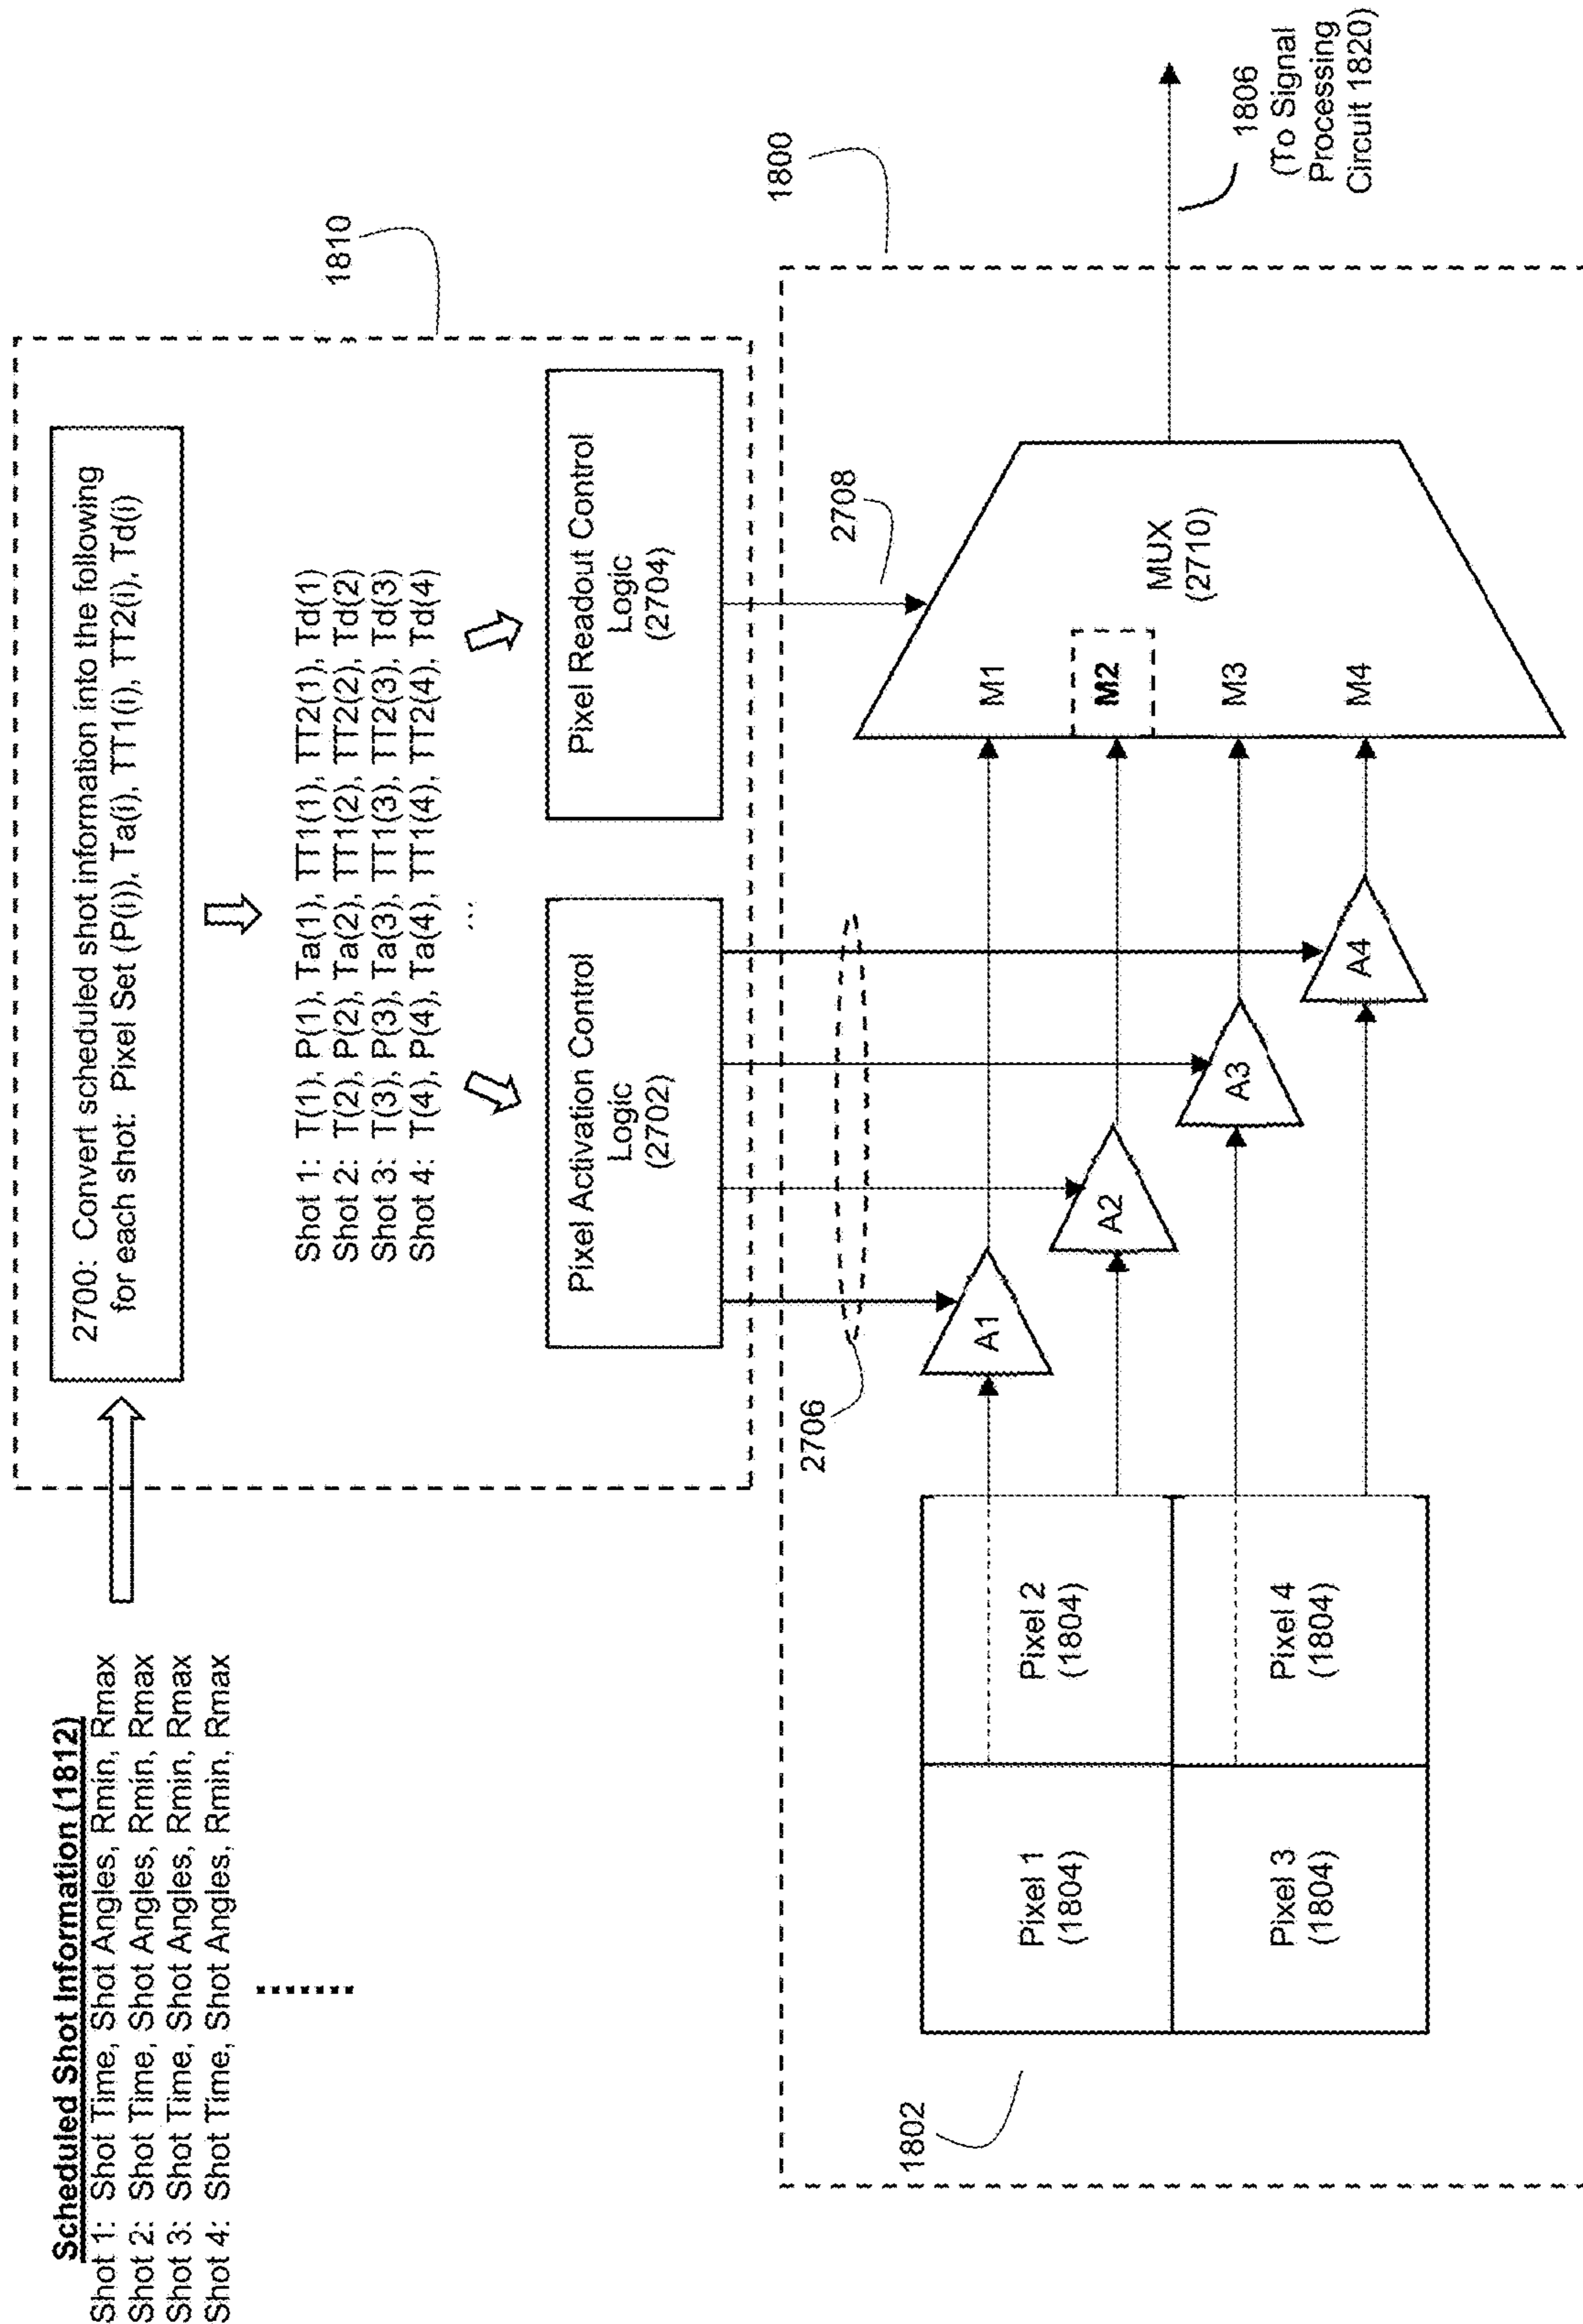 Scheduled Shot Information (1812)
Shot 1: Shot Time, Shot Angles, Rmin, Rmax
Shot 2: Shot Time, Shot Angles, Rmin, Rmax
Shot 3: Shot Time, Shot Angles, Rmin, Rmax
Shot 4: Shot Time, Shot Angles, Rmin, Rmax
.......
2700: Convert scheduled shot information into the following
for each shot: Pixel Set (P(i)), Ta(i), TT1(i), TT2(i), Td(i)
1810
Shot 1: T(1), P(1), Ta(1), TT1(1), TT2(1), Td(1)
Shot 2: T(2), P(2), Ta(2), TT1(2), TT2(2), Td(2)
Shot 3: T(3), P(3), Ta(3), TT1(3), TT2(3), Td(3)
Shot 4: T(4), P(4), Ta(4), TT1(4), TT2(4), Td(4)
...
Pixel Activation Control
Logic
(2702)
Pixel Readout Control
Logic
(2704)
2706
2708
1800
1802
Pixel 1
(1804)
Pixel 2
(1804)
Pixel 3
(1804)
Pixel 4
(1804)
A1
A2
A3
A4
M1
M2
M3
M4
MUX
(2710)
1806
(To Signal
Processing
Circuit 1820)